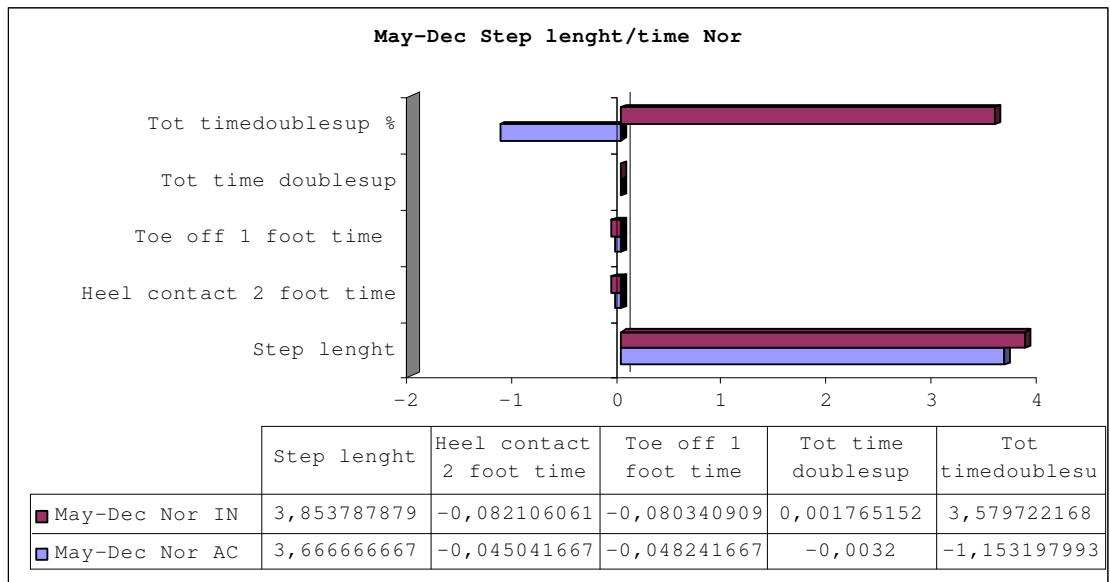 May-Dec Step lenght/time Nor
Tot timedoublesup %
Tot time doublesup
Toe off 1 foot time
Heel contact 2 foot time
Step lenght
-2 -1 0 1 2 3 4
Step lenght Heel contact 2 foot time Toe off 1 foot time Tot time doublesup Tot timedoublesu
May-Dec Nor IN 3,853787879 -0,082106061 -0,080340909 0,001765152 3,579722168
May-Dec Nor AC 3,666666667 -0,045041667 -0,048241667 -0,0032 -1,153197993